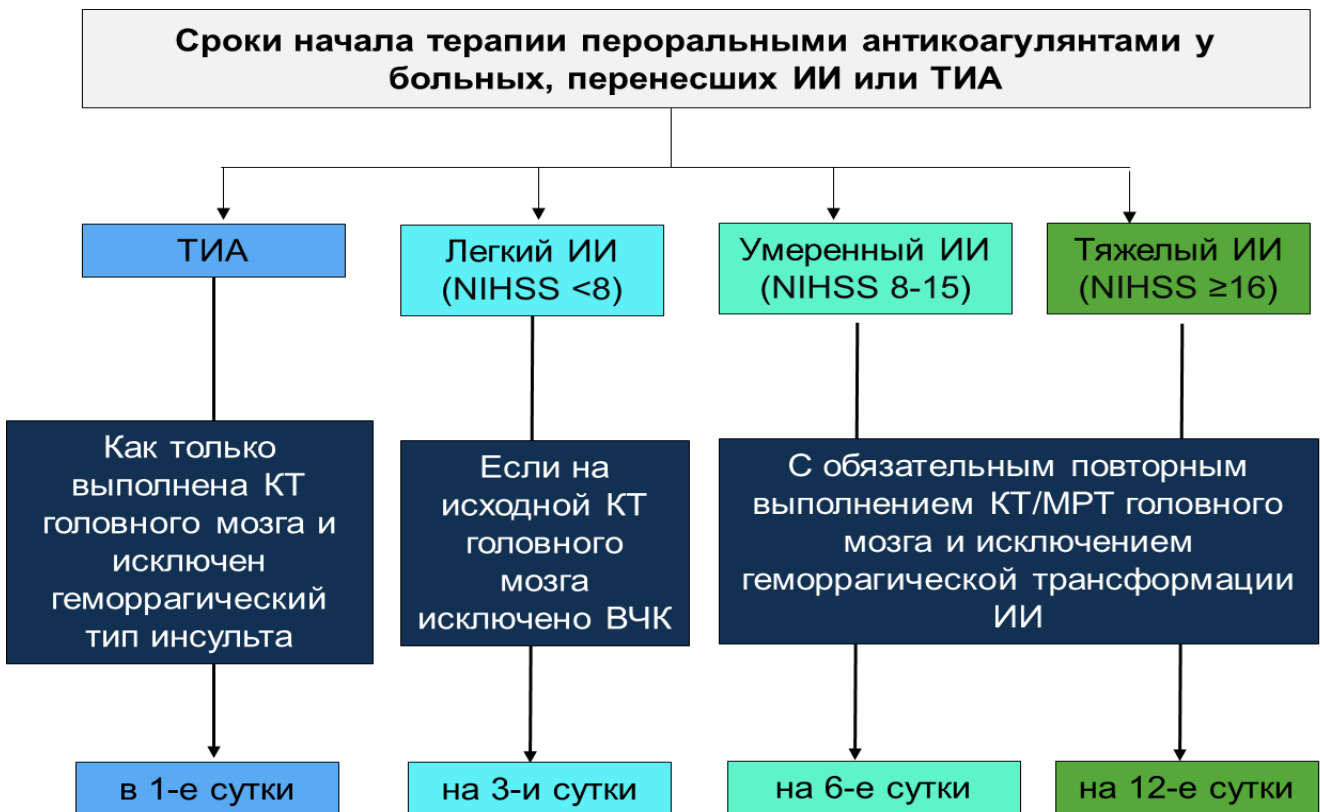 Сроки начала терапии пероральными антикоагулянтами у
больных, перенесших ИИ или ТИА
ТИА
Легкий ИИ
(NIHSS <8)
Умеренный ИИ
(NIHSS 8-15)
Тяжелый ИИ
(NIHSS ≥16)
Как только
выполнена КТ
головного мозга и
исключен
геморрагический
тип инсульта
Если на
исходной КТ
головного
мозга
исключено ВЧК
С обязательным повторным
выполнением КТ/МРТ головного
мозга и исключением
геморрагической трансформации
ИИ
в 1-е сутки
на 3-и сутки
на 6-е сутки
на 12-е сутки